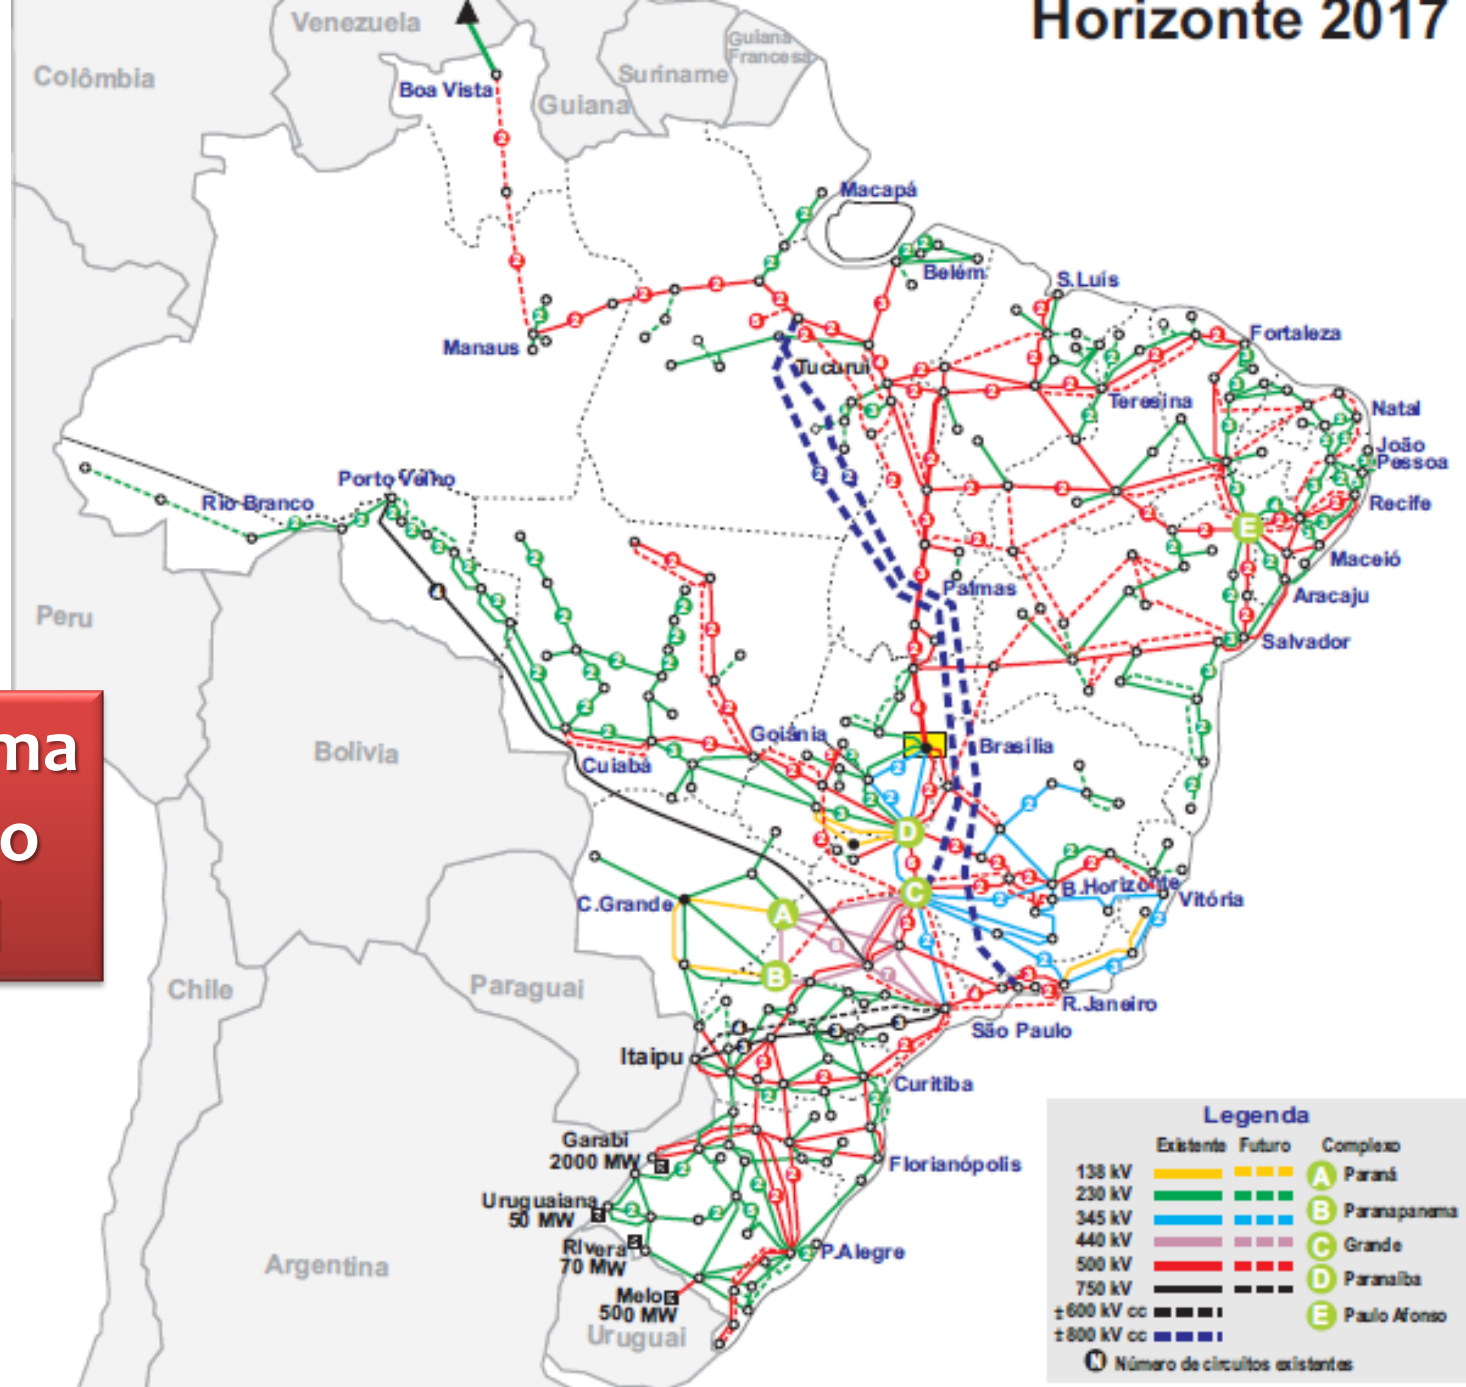 Horizonte 2017
Venezuela
Guiana
Francesa
Colômbia
Suriname
Boa Vista
Guiana
Macapá
Belém
S.Luís
Fortaleza
Manaus
Tucuruí
Teresina
Natal
João
Pessoa
Porto Velho
Rio Branco
Recife
E
Maceió
Palmas
Aracaju
Peru
Salvador
ma
o
Bolivia
Goiânia
Brasília
Cuiabá
D
C
B.Horizonte
Vitória
C.Grande
A
B
Chile
Paraguai
R.Janeiro
São Paulo
Itaipu
Curitiba
Garabi
2000 MW
Florianópolis
Uruguaiana
50 MW
Rivera
70 MW
P.Alegre
Argentina
Melo
500 MW
Uruguai
Legenda
Existente Futuro Complexo
138 kV A Paraná
230 kV B Paranapanema
345 kV
440 kV C Grande
500 kV D Paranaíba
750 kV
±600 kV cc E Paulo Afonso
±800 kV cc
N Número de circuitos existentes